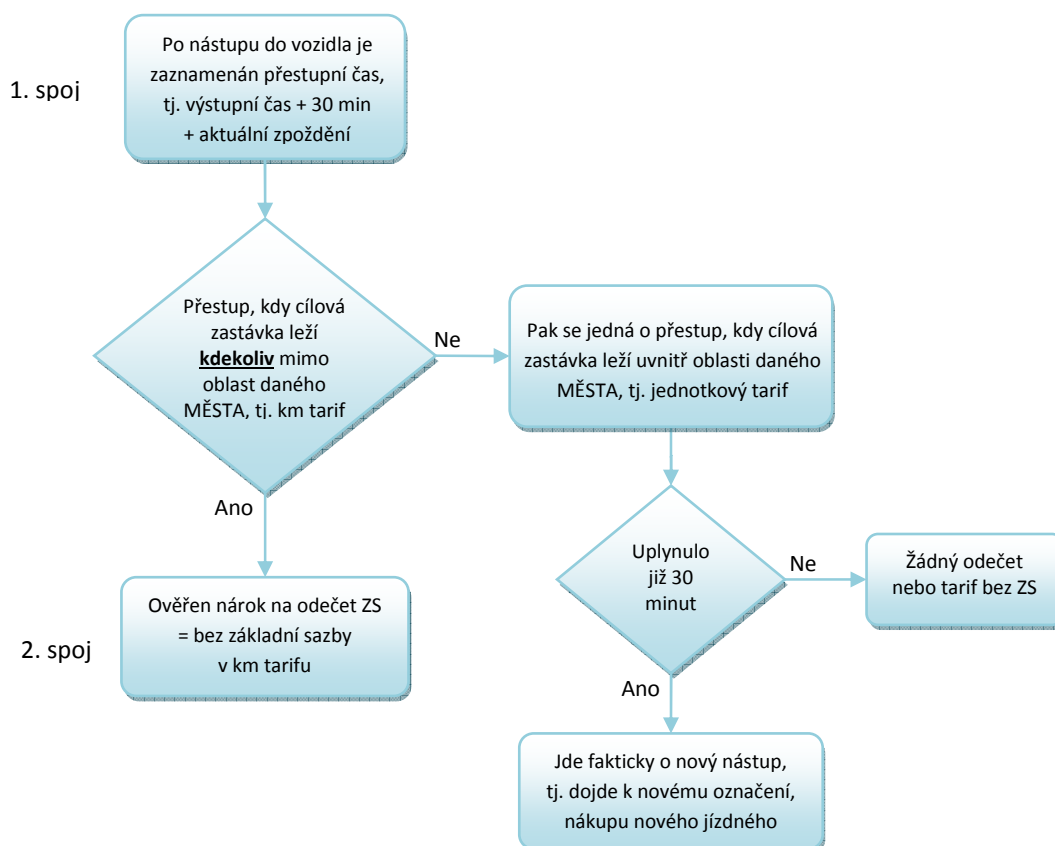 1. spoj
Po nástupu do vozidla je
zaznamenán přestupní čas,
tj. výstupní čas + 30 min
+ aktuální zpoždění
Přestup, kdy cílová
zastávka leží
kdekoliv mimo
oblast daného
MĚSTA, tj. km tarif
Ne
Pak se jedná o přestup, kdy cílová
zastávka leží uvnitř oblasti daného
MĚSTA, tj. jednotkový tarif
Ano
Uplynulo
již 30
minut
Ne
Žádný odečet
nebo tarif bez ZS
2. spoj
Ověřen nárok na odečet ZS
= bez základní sazby
v km tarifu
Ano
Jde fakticky o nový nástup,
tj. dojde k novému označení,
nákupu nového jízdného